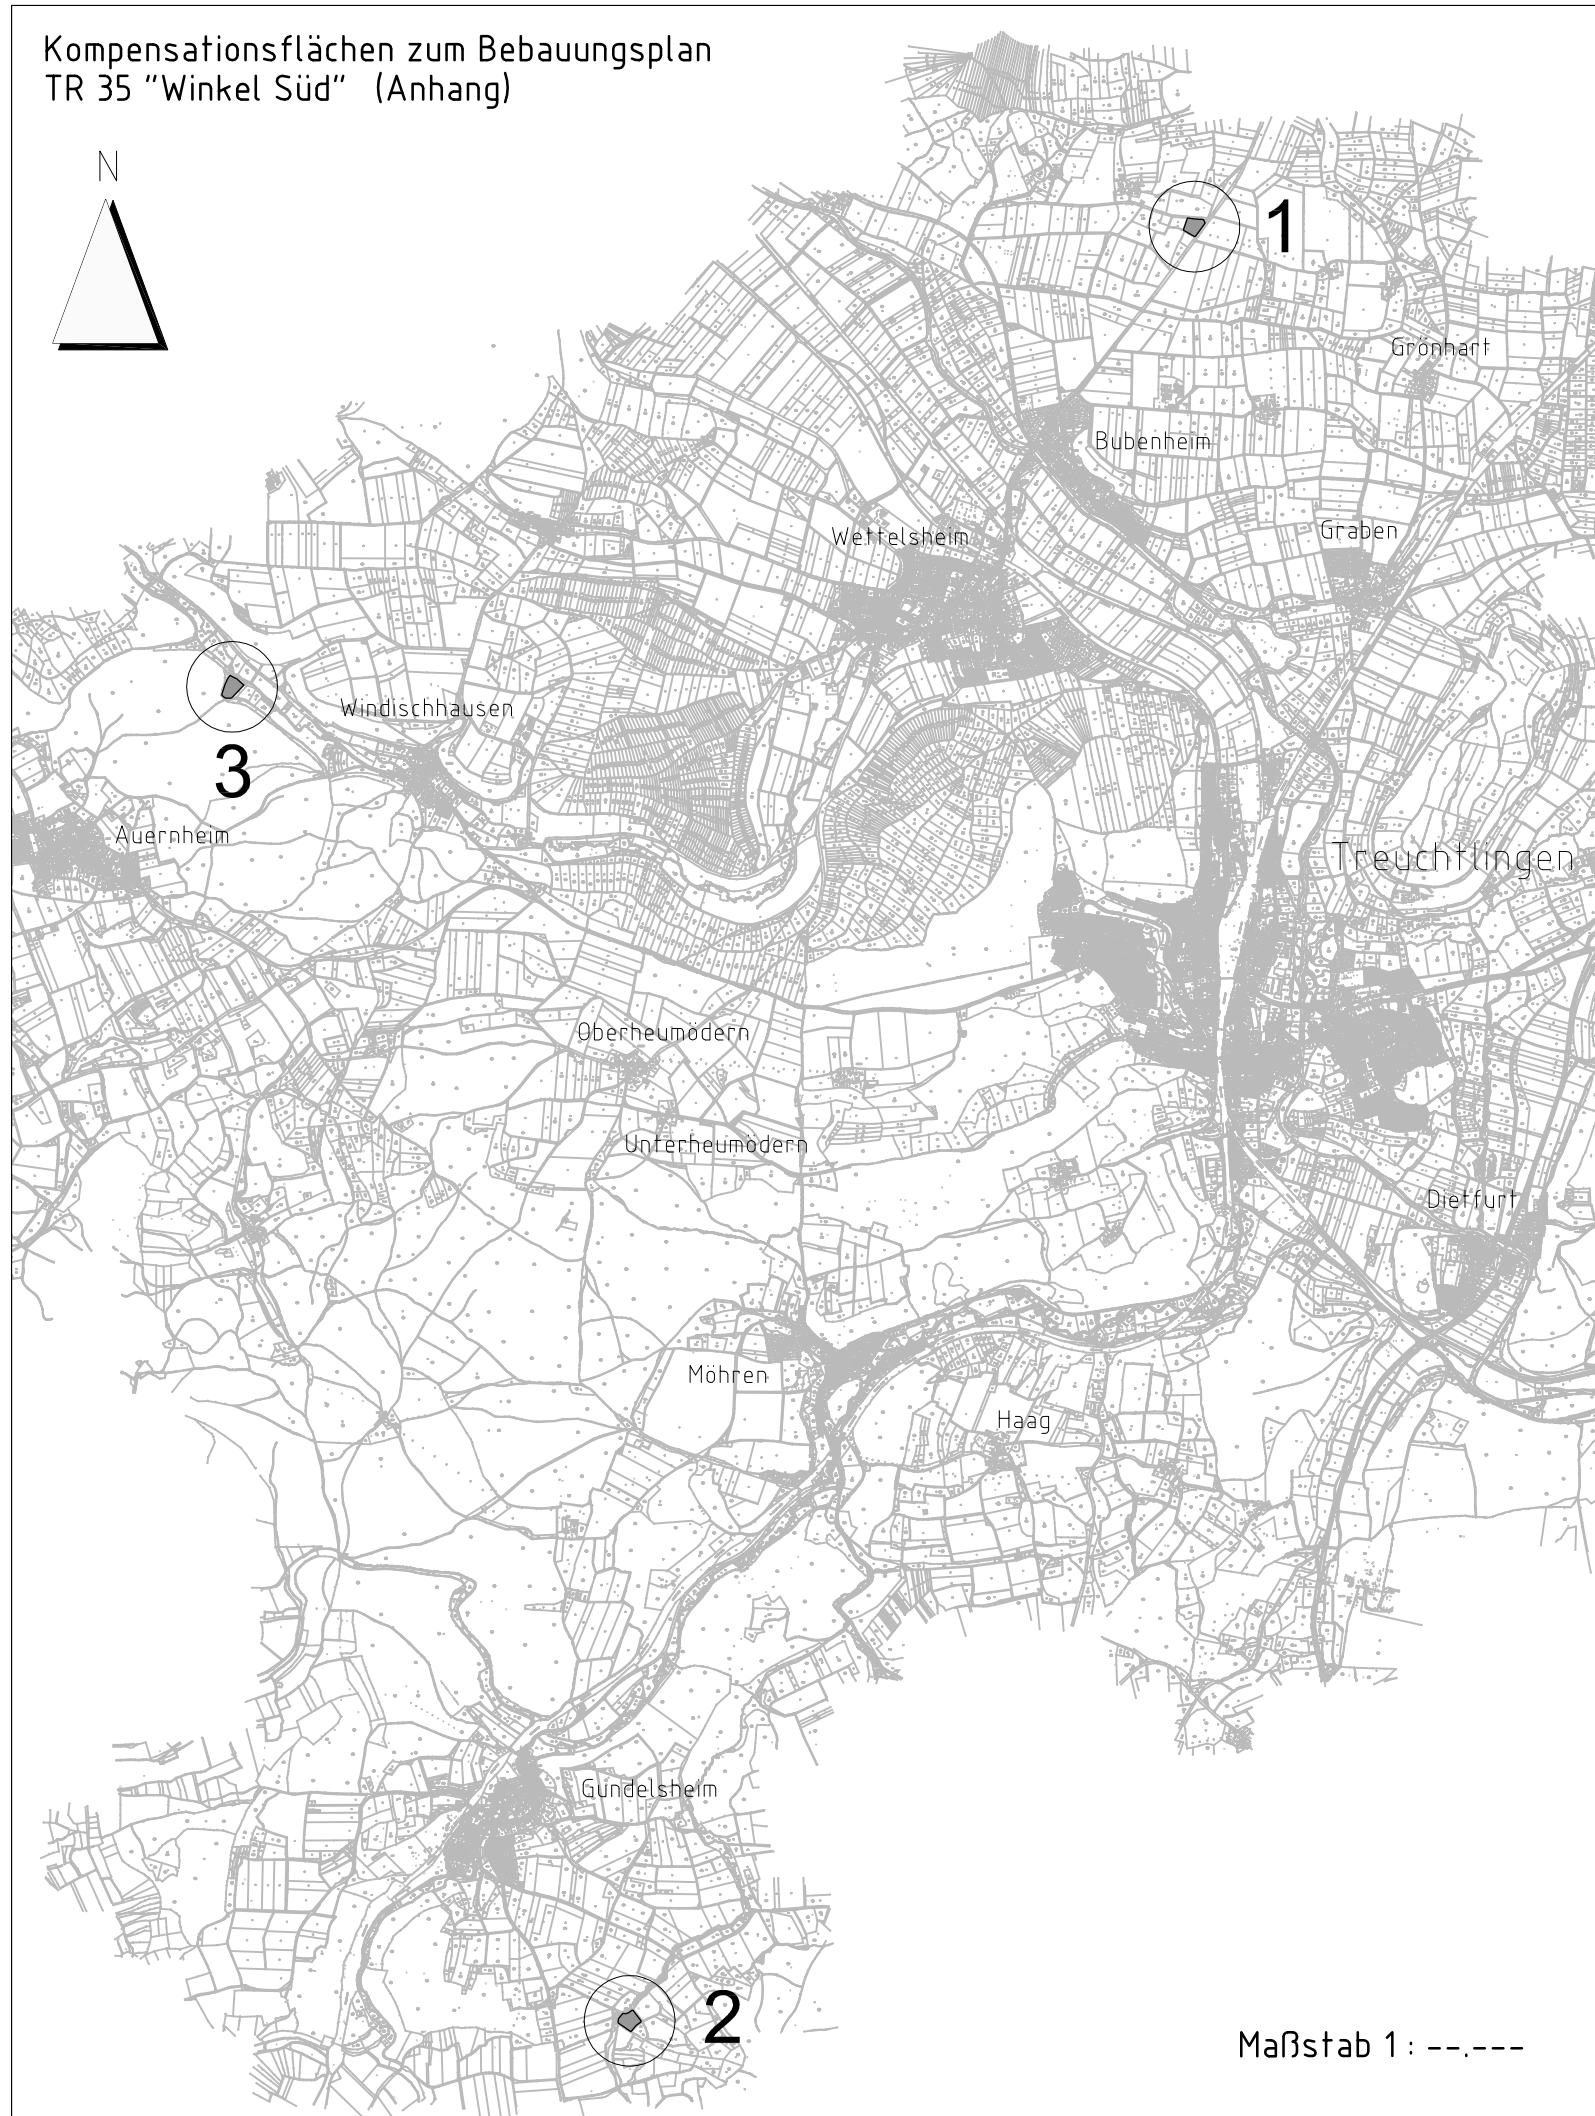 Kompensationsflächen zum Bebauungsplan
TR 35 "Winkel Süd" (Anhang)
N
1
Grönhart
Bubenheim
Graben
Wettelsheim
Windischhausen
3
Auernheim
Treuchtlingen
Oberheumödern
Unterheumödern
Dietfurt
Möhren
Haag
Gundelsheim
2
Maßstab 1 : --.---